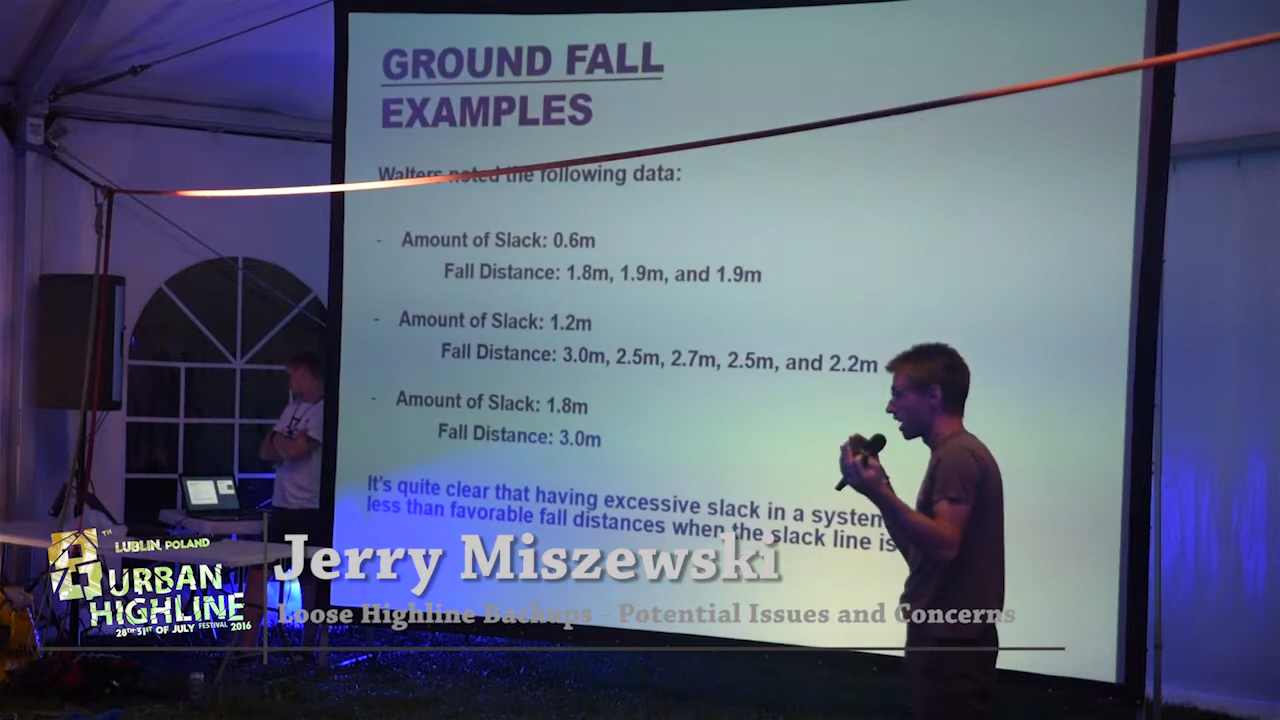 GROUND FALL
EXAMPLES
Walters noted the following data:
- Amount of Slack: 0.6m
Fall Distance: 1.8m, 1.9m, and 1.9m
- Amount of Slack: 1.2m
Fall Distance: 3.0m, 2.5m, 2.7m, 2.5m, and 2.2m
- Amount of Slack: 1.8m
Fall Distance: 3.0m
It's quite clear that having excessive slack in a system
less than favorable fall distances when the slack line is
8TH LUBLIN, POLAND
URBAN
HIGHLINE
28TH-31ST OF JULY FESTIVAL 2016
Jerry Miszewski
Loose Highline Backups - Potential Issues and Concerns